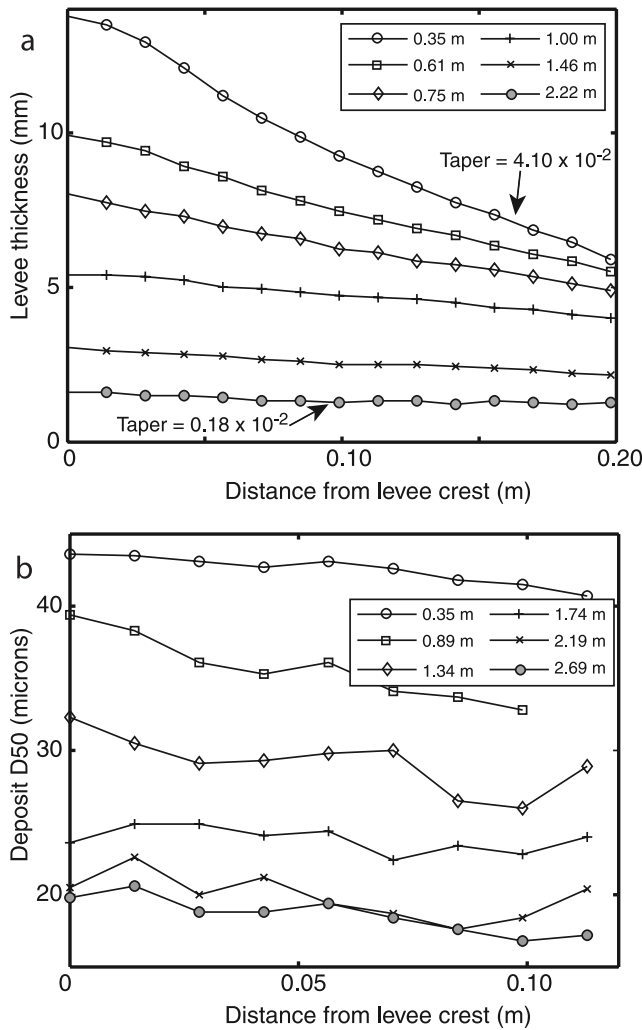 a
0.35 m 1.00 m
0.61 m 1.46 m
0.75 m 2.22 m
10
5
0
Levee thickness (mm)
Taper = 4.10 x 10-2
Taper = 0.18 x 10-2
0 0.10 0.20
Distance from levee crest (m)
b
40
30
20
Deposit D50 (microns)
0.35 m 1.74 m
0.89 m 2.19 m
1.34 m 2.69 m
0 0.05 0.10
Distance from levee crest (m)